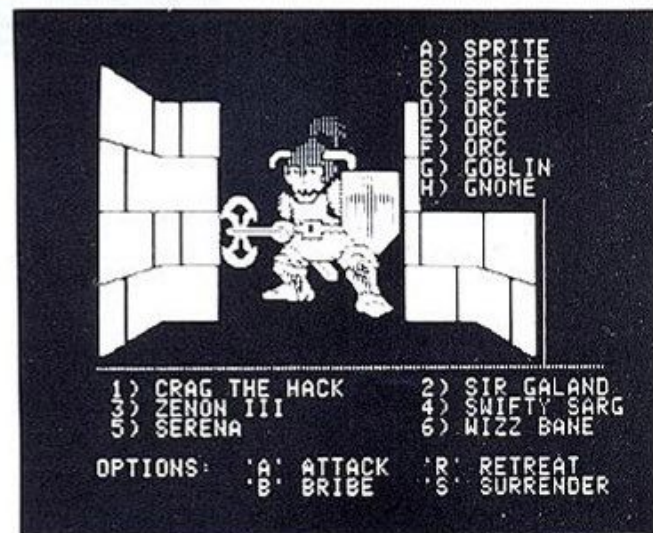 A) SPRITE
B) SPRITE
C) SPRITE
D) ORC
E) ORC
F) ORC
G) GOBLIN
H) GNOME
1) CRAG THE HACK 2) SIR GALAND
3) ZENON III 4) SWIFTY SARG
5) SERENA 6) WIZZ BANE
OPTIONS: 'A' ATTACK 'R' RETREAT
'B' BRIBE 'S' SURRENDER